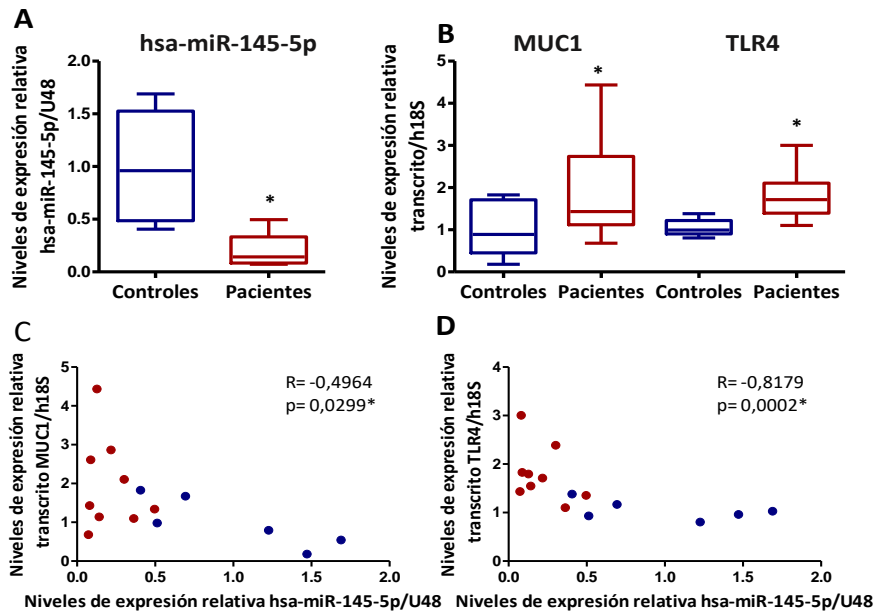 A
hsa-miR-145-5p
Niveles de expresión relativa
hsa-miR-145-5p/U48
2.0
1.5
1.0
0.5
0.0
*
Controles
Pacientes
B
MUC1
TLR4
Niveles de expresión relativa
transcrito/h18S
5
4
3
2
1
0
*
*
Controles
Pacientes
Controles
Pacientes
C
Niveles de expresión relativa
transcrito MUC1/h18S
5
4
3
2
1
0
R= -0,4964
p= 0,0299*
0.0
0.5
1.0
1.5
2.0
Niveles de expresión relativa hsa-miR-145-5p/U48
D
Niveles de expresión relativa
transcrito TLR4/h18S
4
3
2
1
0
R= -0,8179
p= 0,0002*
0.0
0.5
1.0
1.5
2.0
Niveles de expresión relativa hsa-miR-145-5p/U48